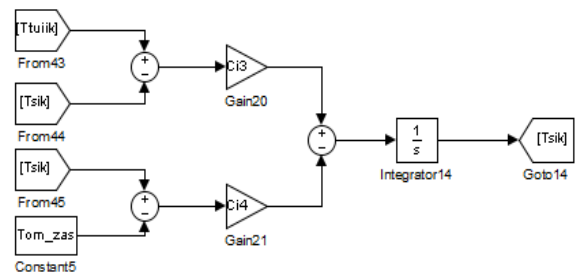 [Ttuiik]
From43
+
−
[Tsik]
From44
Ci3
Gain20
[Tsik]
From45
+
−
Tom_zas
Constant5
Ci4
Gain21
+
−
1
s
Integrator14
[Tsik]
Goto14